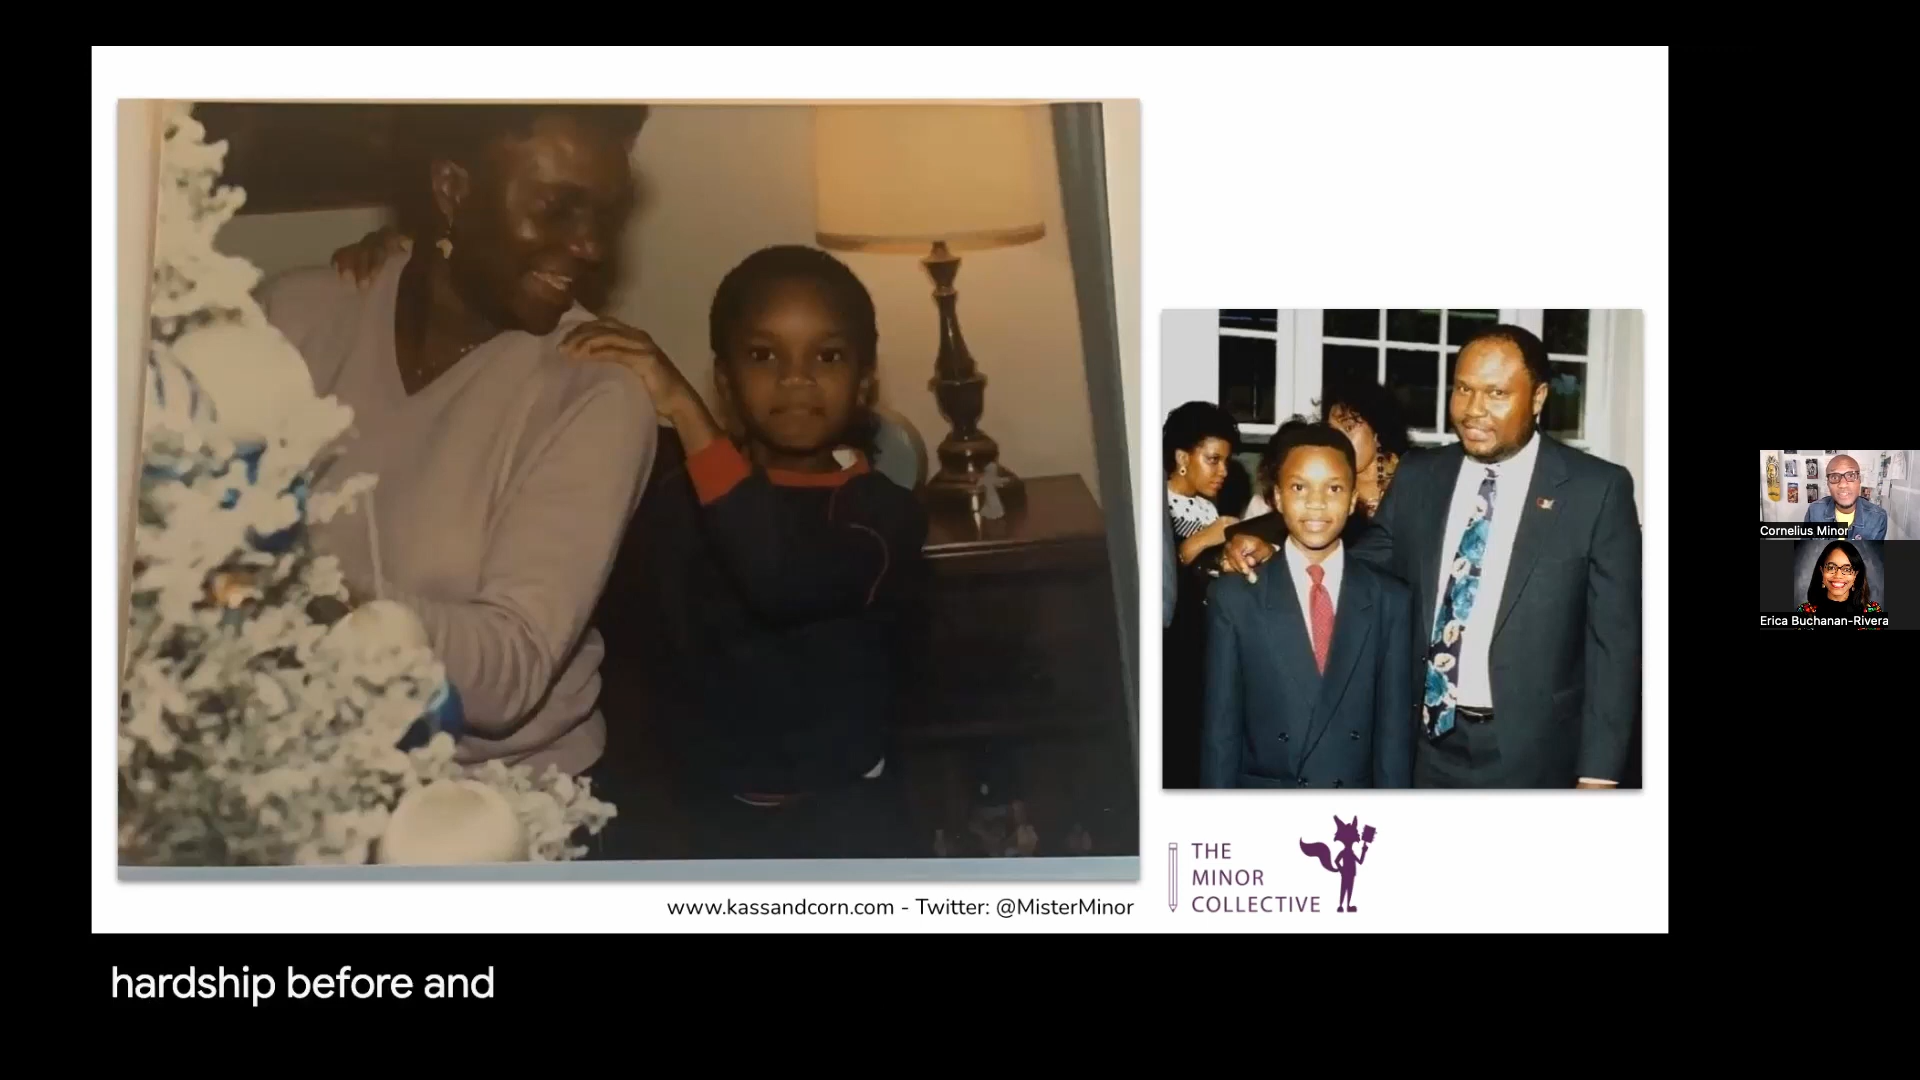 www.kassandcorn.com - Twitter: @MisterMinor
THE
MINOR
COLLECTIVE
Cornelius Minor
Erica Buchanan-Rivera
hardship before and